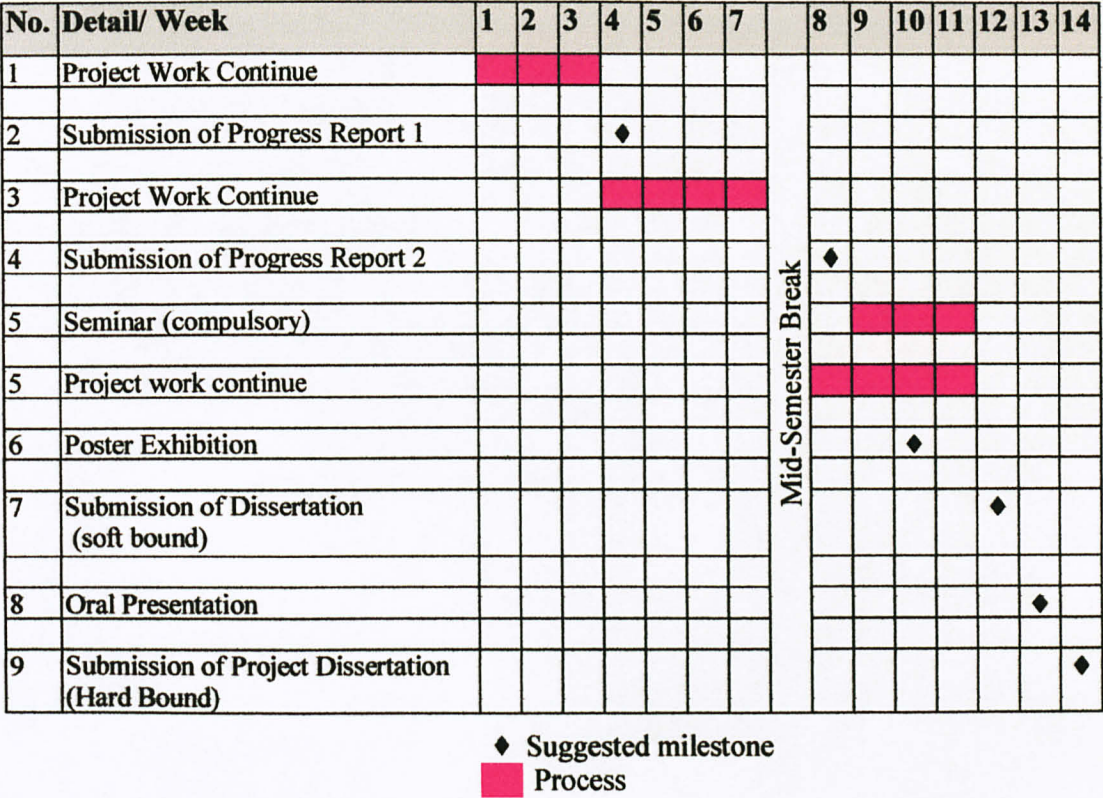 No. Detail/ Week 1 2 3 4 5 6 7 8 9 10 11 12 13 14
1 Project Work Continue
2 Submission of Progress Report 1
3 Project Work Continue
4 Submission of Progress Report 2
5 Seminar (compulsory)
5 Project work continue
6 Poster Exhibition
7 Submission of Dissertation
(soft bound)
8 Oral Presentation
9 Submission of Project Dissertation
(Hard Bound)
Mid-Semester Break
Suggested milestone
Process